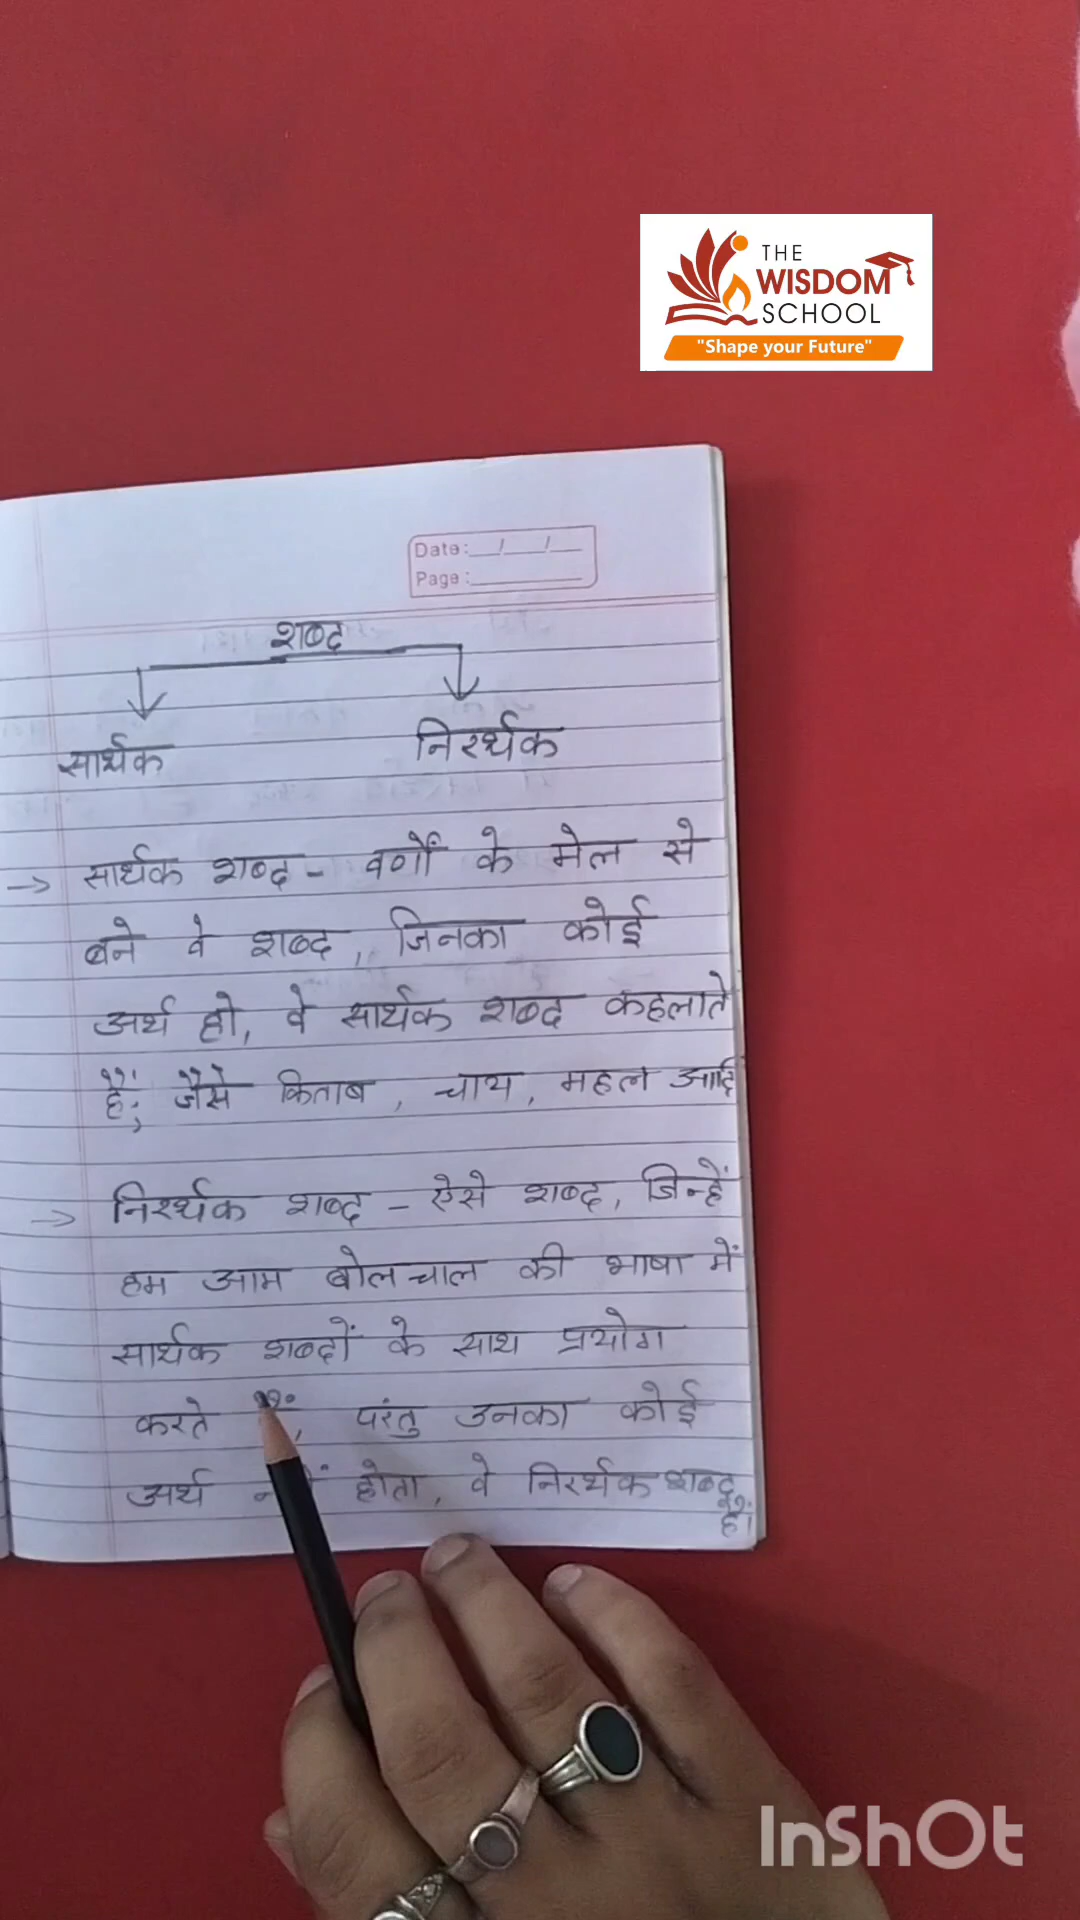 THE
WISDOM
SCHOOL
"Shape your Future"
Date: / /
Page :
शब्द
सार्थक निरर्थक
→ सार्थक शब्द - वर्णों के मेल से
बने वे शब्द, जिनका कोई
अर्थ हो, वे सार्थक शब्द कहलाते
हैं; जैसे किताब, चाय, महल आदि
→ निरर्थक शब्द - ऐसे शब्द, जिन्हें
हम आम बोलचाल की भाषा में
सार्थक शब्दों के साथ प्रयोग
करते हैं, परंतु उनका कोई
अर्थ नहीं होता, वे निरर्थक शब्द
हैं।
InShOt